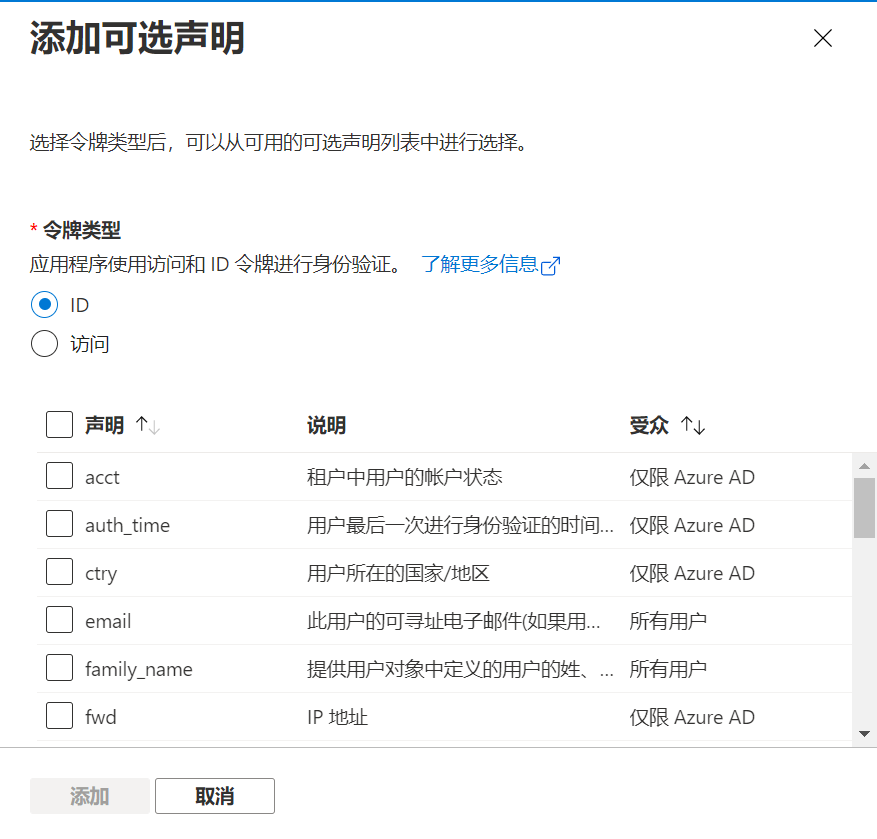 添加可选声明
选择令牌类型后，可以从可用的可选声明列表中进行选择。
* 令牌类型
应用程序使用访问和 ID 令牌进行身份验证。 了解更多信息
ID
访问
声明 ↑↓ 说明 受众 ↑↓
acct 租户中用户的帐户状态 仅限 Azure AD
auth_time 用户最后一次进行身份验证的时间... 仅限 Azure AD
ctry 用户所在的国家/地区 仅限 Azure AD
email 此用户的可寻址电子邮件(如果用... 所有用户
family_name 提供用户对象中定义的用户的姓、... 所有用户
fwd IP 地址 仅限 Azure AD
添加 取消